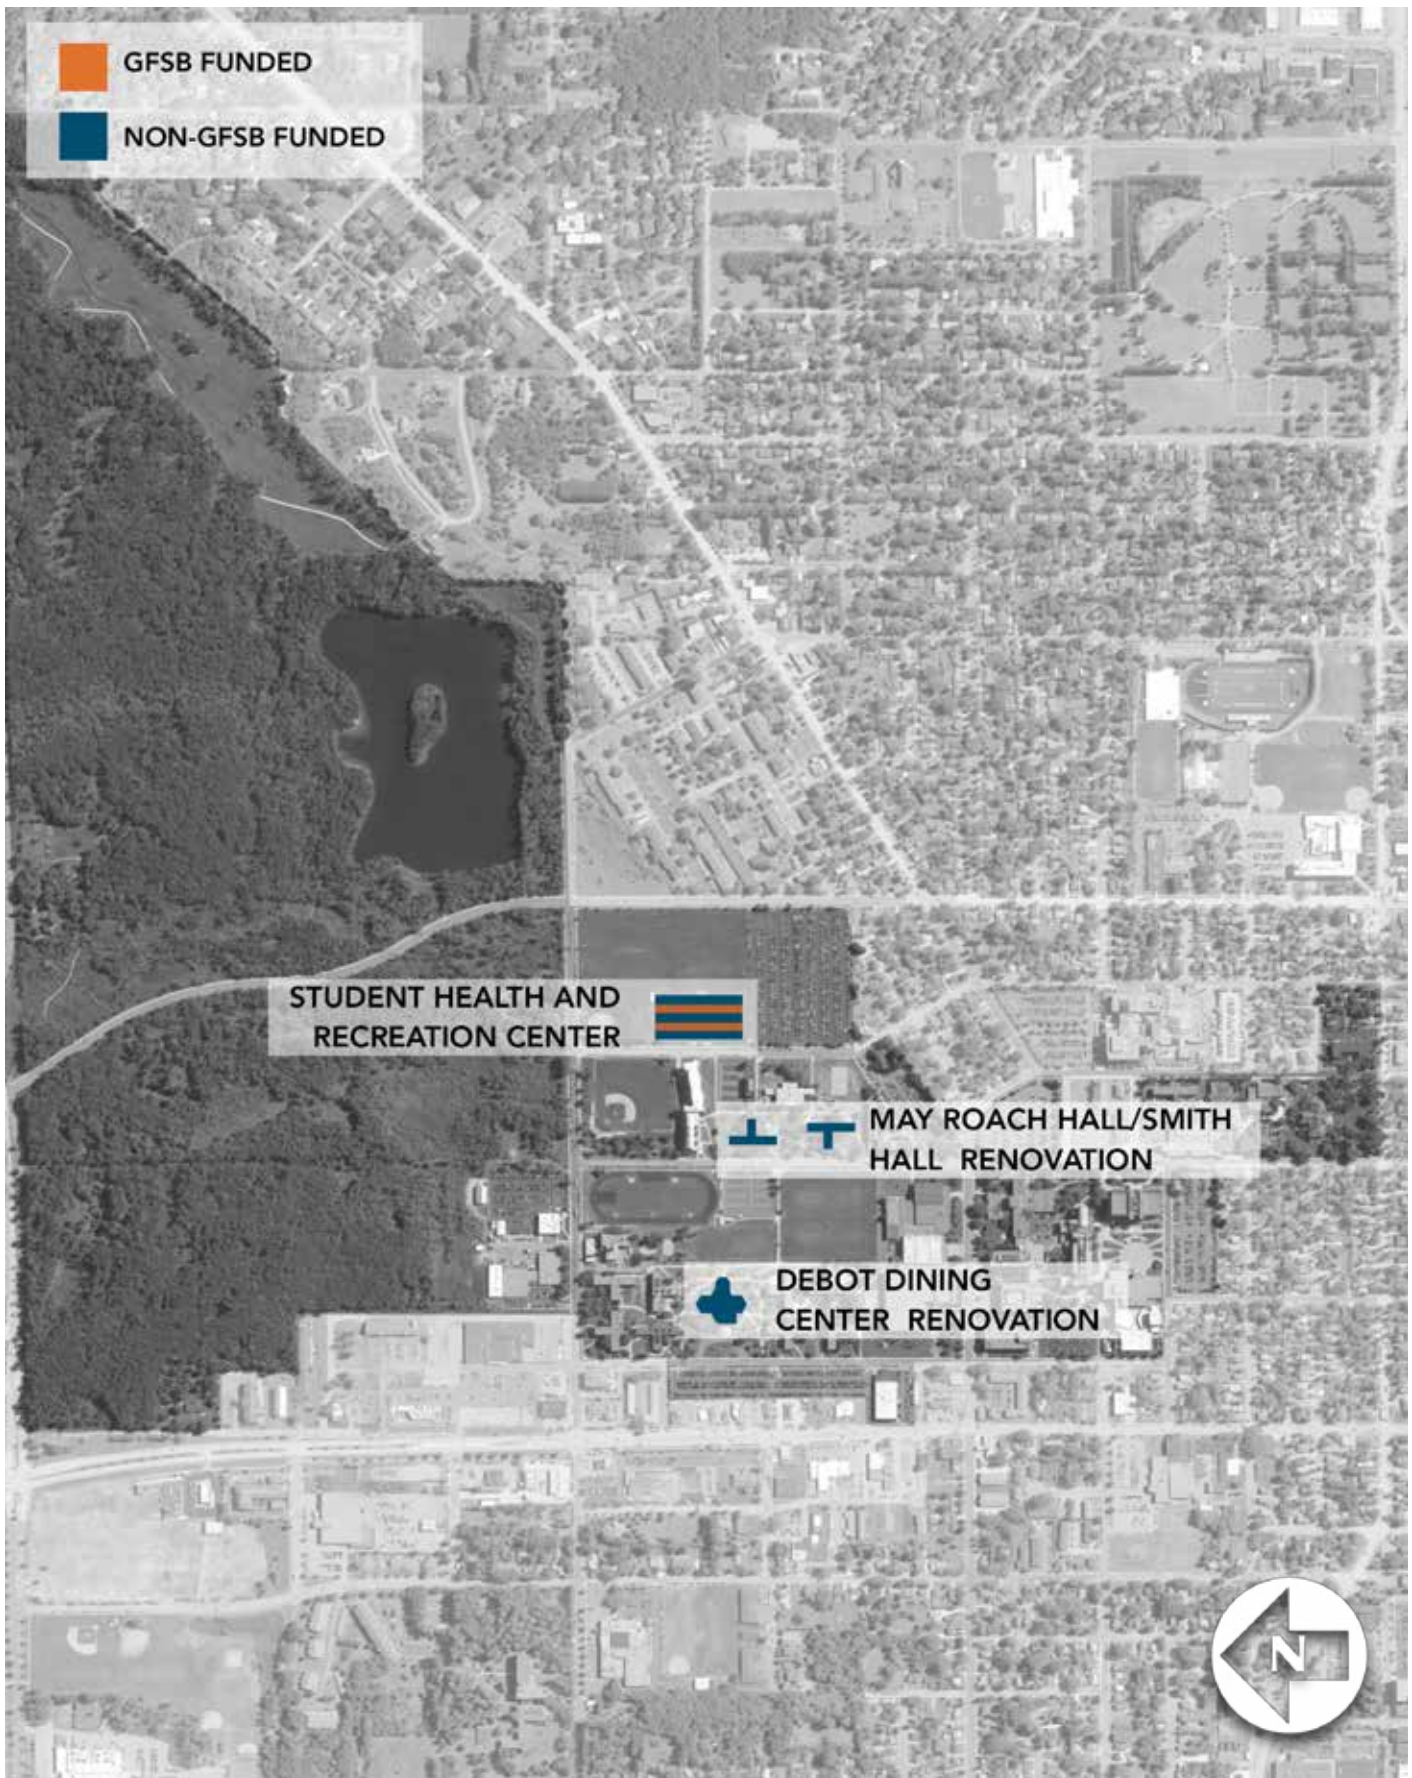 GFSB FUNDED
NON-GFSB FUNDED
STUDENT HEALTH AND
RECREATION CENTER
MAY ROACH HALL/SMITH
HALL RENOVATION
DEBOT DINING
CENTER RENOVATION
N